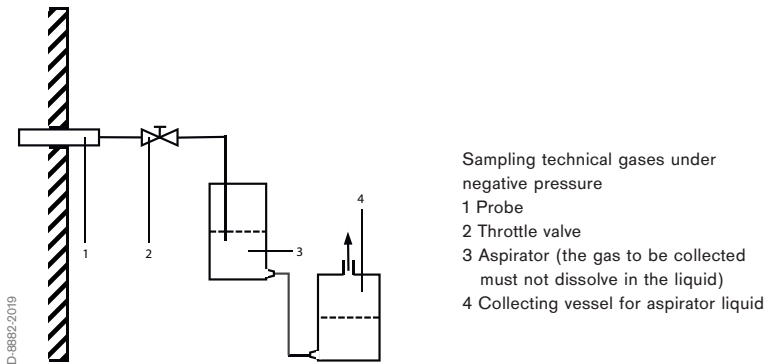 1
2
3
4
Sampling technical gases under
negative pressure
1 Probe
2 Throttle valve
3 Aspirator (the gas to be collected
must not dissolve in the liquid)
4 Collecting vessel for aspirator liquid
D-8882-2019